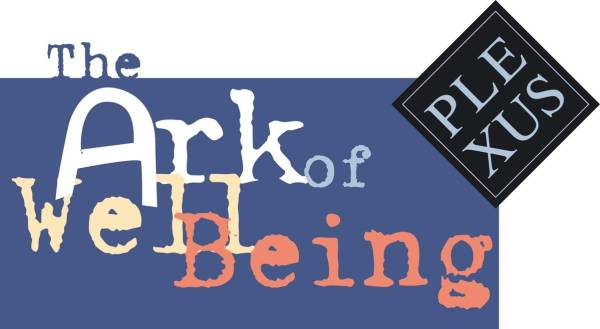 The
Ark of
Well
Being
PLE
XUS